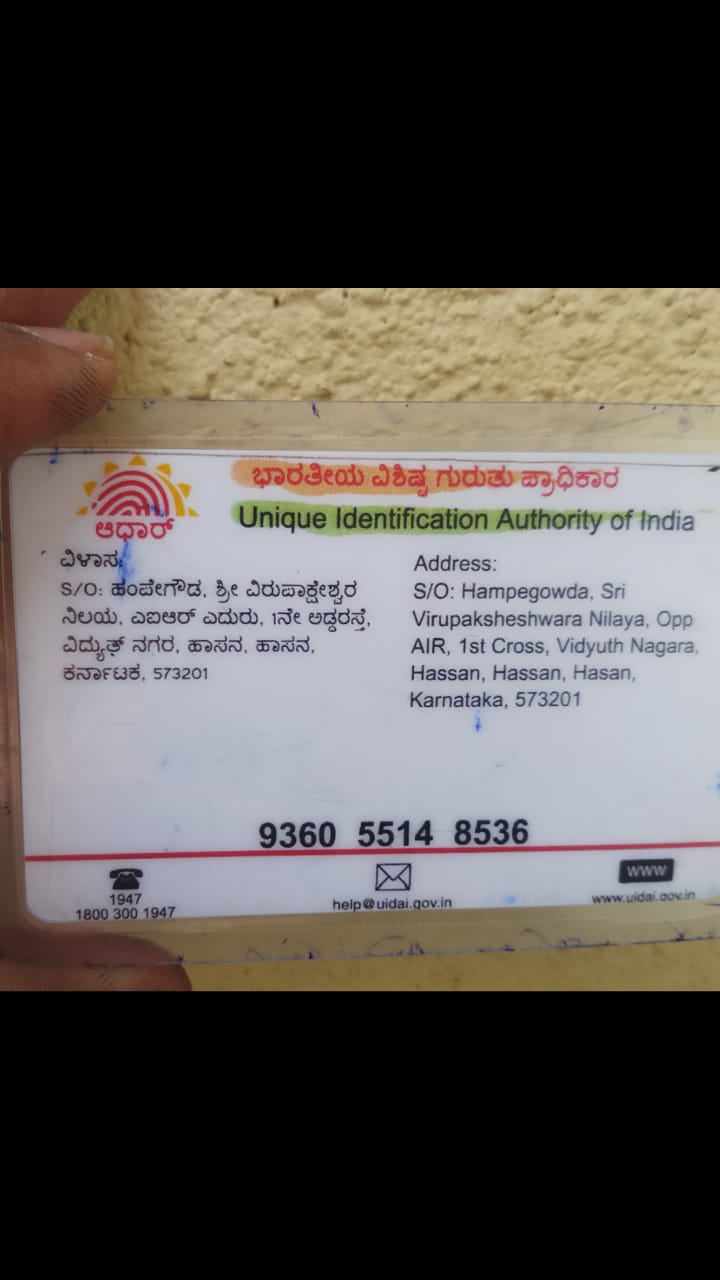 ಭಾರತೀಯ ವಿಶಿಷ್ಟ ಗುರುತು ಪ್ರಾಧಿಕಾರ
Unique Identification Authority of India
ಆಧಾರ್
ವಿಳಾಸ:
S/O: ಹಂಪೇಗೌಡ, ಶ್ರೀ ವಿರುಪಾಕ್ಷೇಶ್ವರ
ನಿಲಯ, ಎಐಆರ್ ಎದುರು, 1ನೇ ಅಡ್ಡರಸ್ತೆ,
ವಿದ್ಯುತ್ ನಗರ, ಹಾಸನ, ಹಾಸನ,
ಕರ್ನಾಟಕ, 573201
Address:
S/O: Hampegowda, Sri
Virupaksheshwara Nilaya, Opp
AIR, 1st Cross, Vidyuth Nagara,
Hassan, Hassan, Hasan,
Karnataka, 573201
9360 5514 8536
1947
1800 300 1947
help@uidai.gov.in
www
www.uidai.gov.in